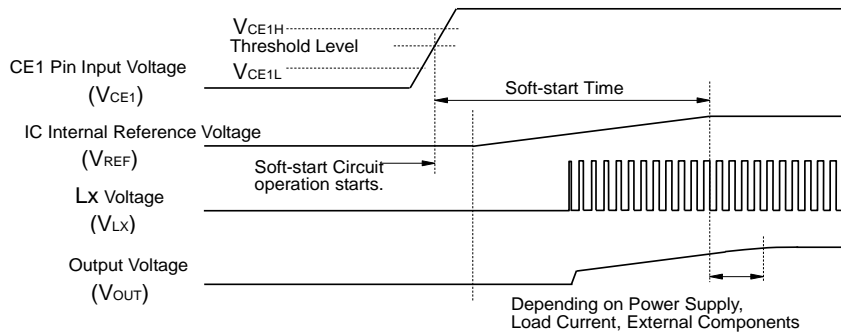 VCE1H
Threshold Level
CE1 Pin Input Voltage
(VCE1)
VCE1L
Soft-start Time
IC Internal Reference Voltage
(VREF)
Soft-start Circuit
operation starts.
Lx Voltage
(VLX)
Output Voltage
(VOUT)
Depending on Power Supply,
Load Current, External Components